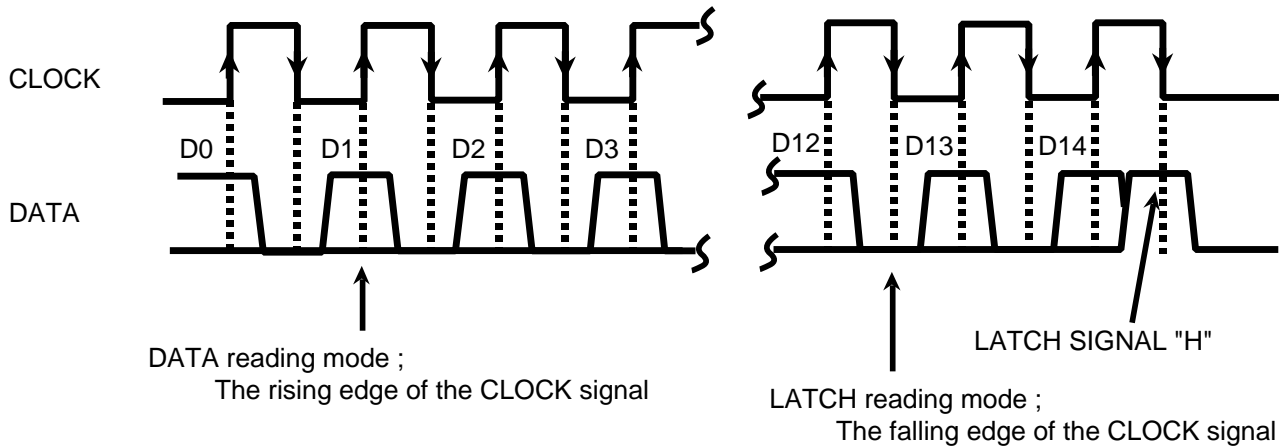 CLOCK
D0 D1 D2 D3 D12 D13 D14
DATA
LATCH SIGNAL "H"
DATA reading mode ;
The rising edge of the CLOCK signal
LATCH reading mode ;
The falling edge of the CLOCK signal